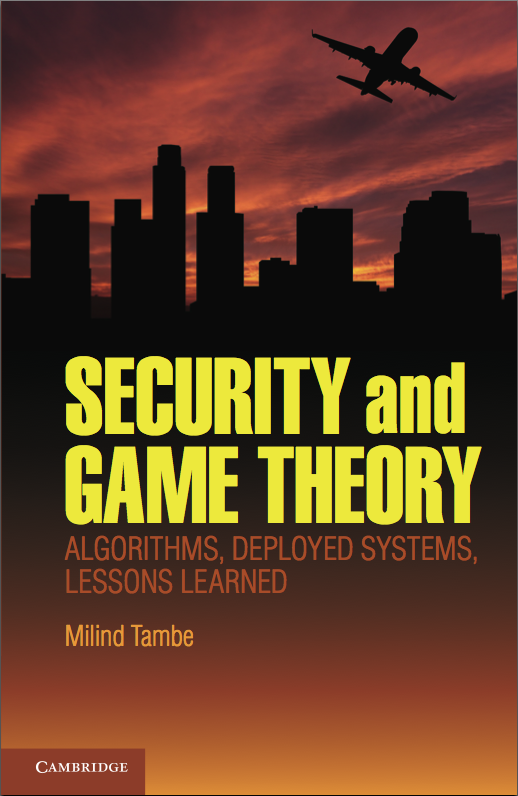 SECURITY and
GAME THEORY
ALGORITHMS, DEPLOYED SYSTEMS,
LESSONS LEARNED
Milind Tambe
CAMBRIDGE